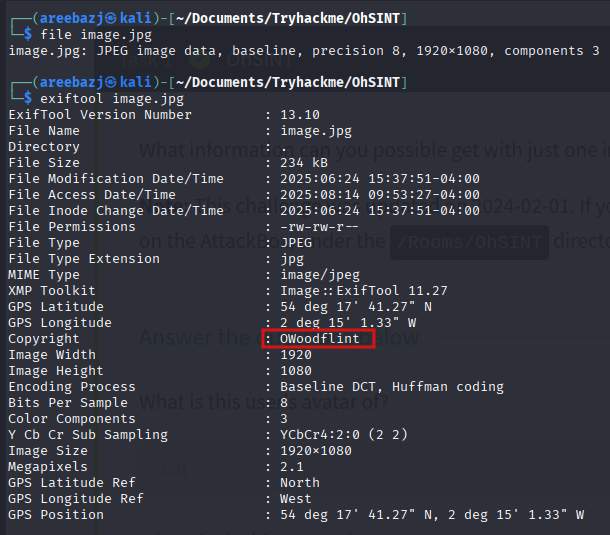 ┌──(areebazj㉿kali)-[~/Documents/Tryhackme/OhSINT]
└─$ file image.jpg
image.jpg: JPEG image data, baseline, precision 8, 1920×1080, components 3
┌──(areebazj㉿kali)-[~/Documents/Tryhackme/OhSINT]
└─$ exiftool image.jpg
ExifTool Version Number : 13.10
File Name : image.jpg
Directory : .
File Size : 234 kB
File Modification Date/Time : 2025:06:24 15:37:51-04:00
File Access Date/Time : 2025:08:14 09:53:27-04:00
File Inode Change Date/Time : 2025:06:24 15:37:51-04:00
File Permissions : -rw-rw-r--
File Type : JPEG
File Type Extension : jpg
MIME Type : image/jpeg
XMP Toolkit : Image::ExifTool 11.27
GPS Latitude : 54 deg 17' 41.27" N
GPS Longitude : 2 deg 15' 1.33" W
Copyright : OWoodflint
Image Width : 1920
Image Height : 1080
Encoding Process : Baseline DCT, Huffman coding
Bits Per Sample : 8
Color Components : 3
Y Cb Cr Sub Sampling : YCbCr4:2:0 (2 2)
Image Size : 1920×1080
Megapixels : 2.1
GPS Latitude Ref : North
GPS Longitude Ref : West
GPS Position : 54 deg 17' 41.27" N, 2 deg 15' 1.33" W